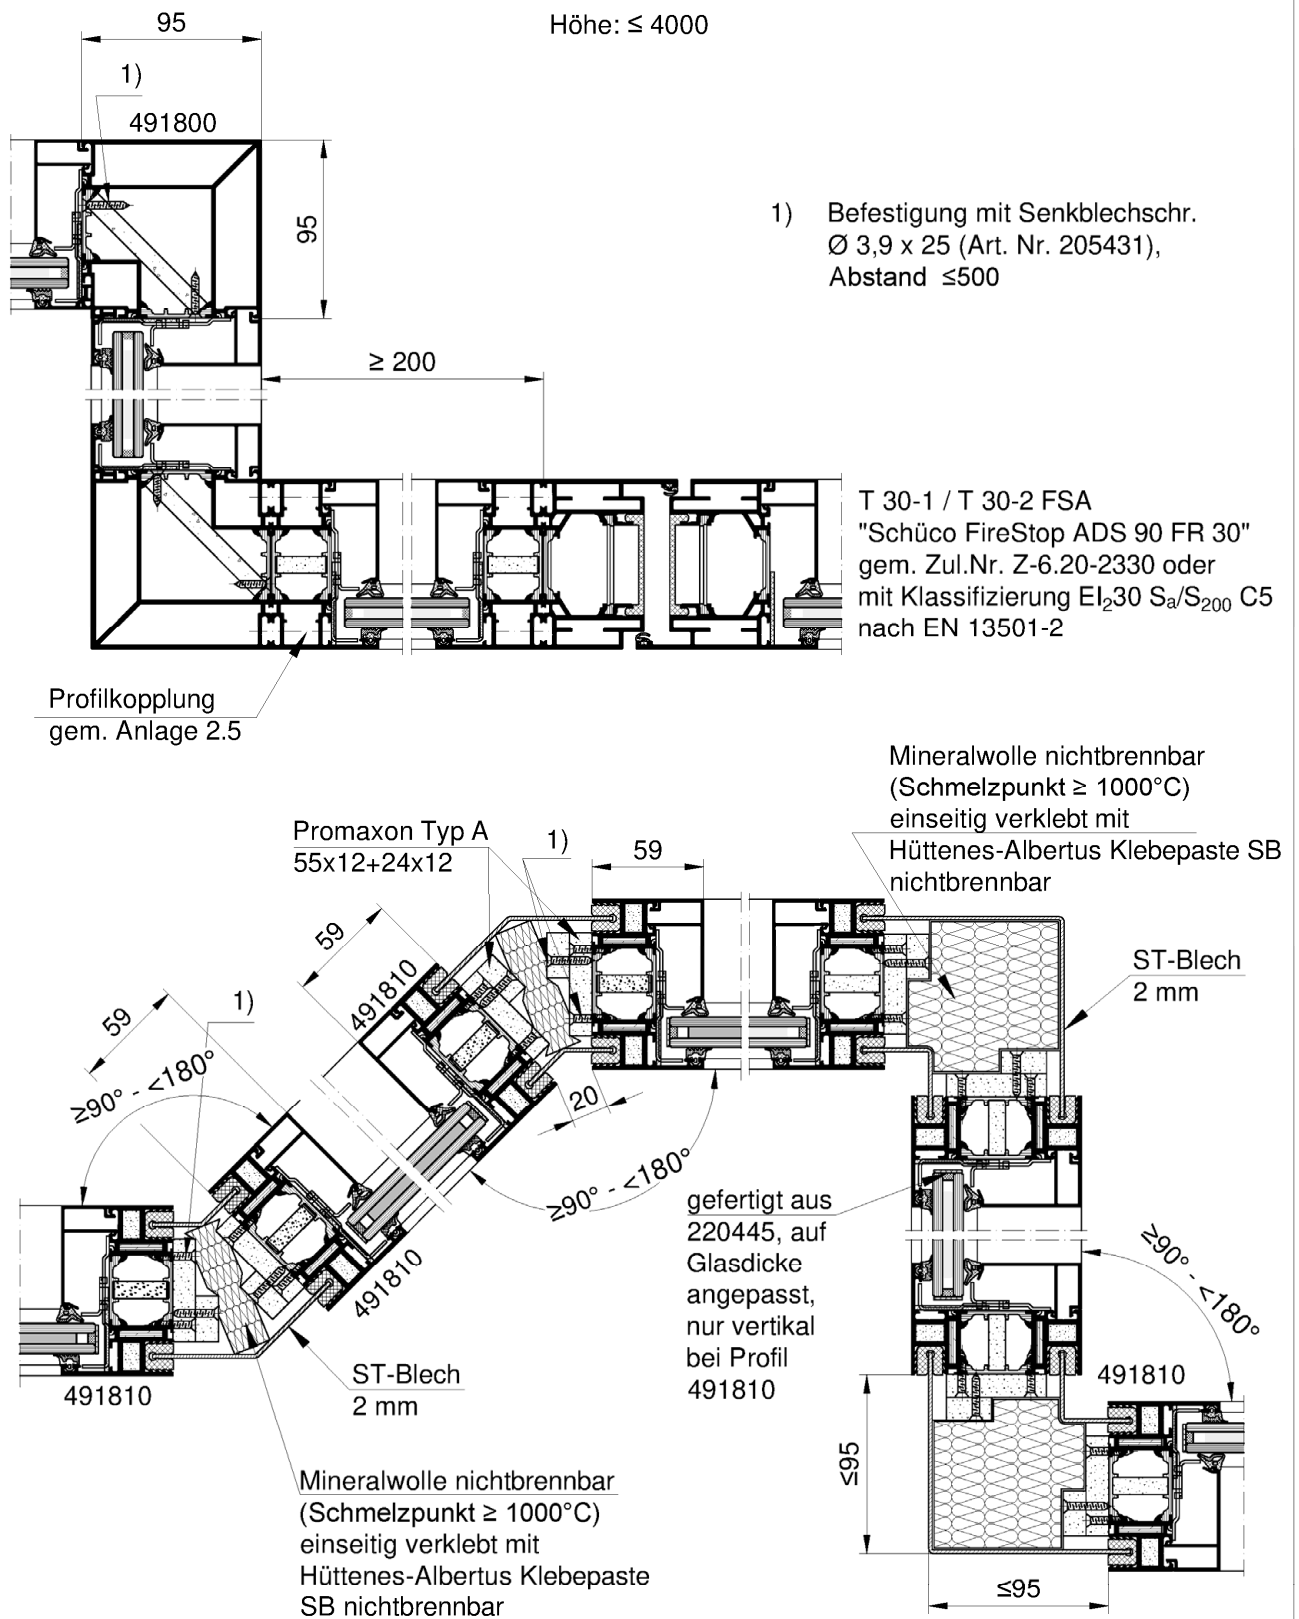 Höhe: ≤ 4000
95
1)
491800
95
1) Befestigung mit Senkblechschr.
Ø 3,9 x 25 (Art. Nr. 205431),
Abstand ≤500
≥ 200
T 30-1 / T 30-2 FSA
"Schüco FireStop ADS 90 FR 30"
gem. Zul.Nr. Z-6.20-2330 oder
mit Klassifizierung EI₂30 Sa/S₂₀₀ C5
nach EN 13501-2
Profilkopplung
gem. Anlage 2.5
Mineralwolle nichtbrennbar
(Schmelzpunkt ≥ 1000°C)
einseitig verklebt mit
Hüttenes-Albertus Klebepaste SB
nichtbrennbar
Promaxon Typ A
55x12+24x12
1)
59
59
491810
ST-Blech
2 mm
59
1)
≥90° - <180°
20
≥90° - <180°
gefertigt aus
220445, auf
Glasdicke
angepasst,
nur vertikal
bei Profil
491810
≥90° - <180°
491810
491810
491810
ST-Blech
2 mm
≤95
Mineralwolle nichtbrennbar
(Schmelzpunkt ≥ 1000°C)
einseitig verklebt mit
Hüttenes-Albertus Klebepaste
SB nichtbrennbar
≤95